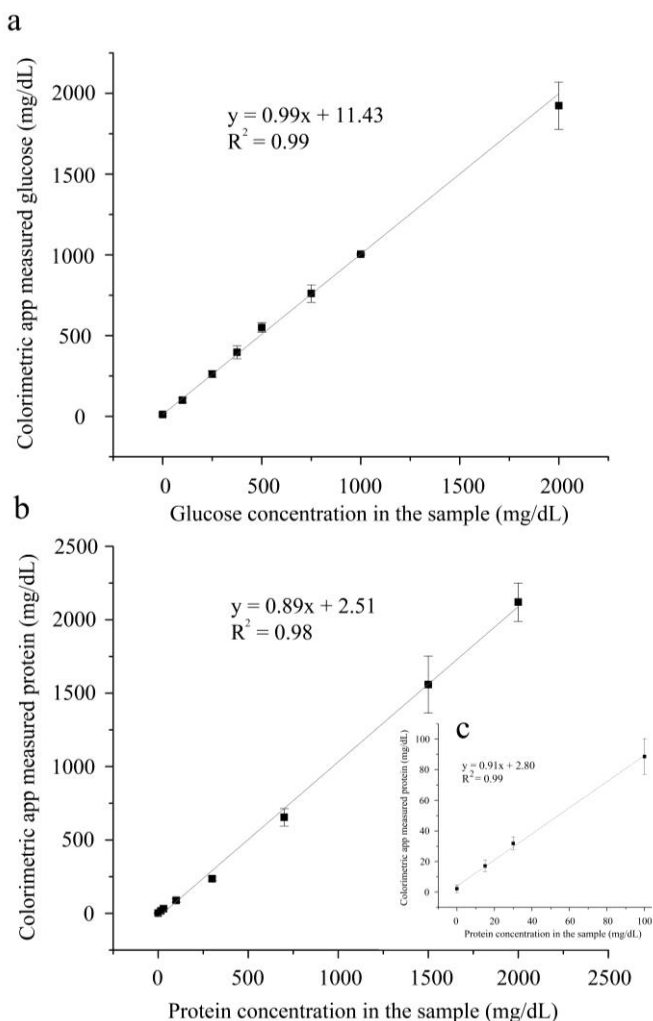 a
Colorimetric app measured glucose (mg/dL)
2000
1500
1000
500
0
y = 0.99x + 11.43
R² = 0.99
0 500 1000 1500 2000
Glucose concentration in the sample (mg/dL)
b
Colorimetric app measured protein (mg/dL)
2500
2000
1500
1000
500
0
y = 0.89x + 2.51
R² = 0.98
c
Colorimetric app measured protein (mg/dL)
100
80
60
40
20
0
y = 0.91x + 2.80
R² = 0.99
0 20 40 60 80 100
Protein concentration in the sample (mg/dL)
0 500 1000 1500 2000 2500
Protein concentration in the sample (mg/dL)